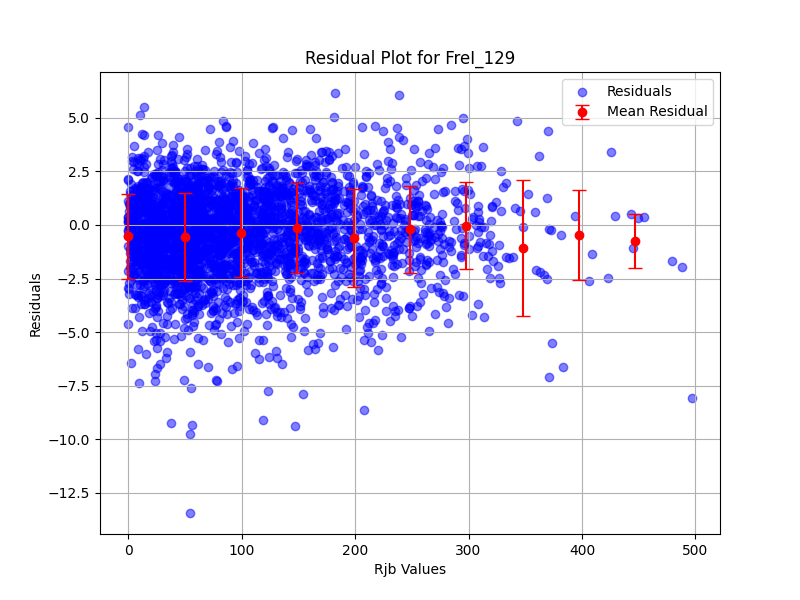 Residual Plot for FreI_129
Residuals
Mean Residual
5.0
2.5
0.0
−2.5
−5.0
−7.5
−10.0
−12.5
Residuals
0 100 200 300 400 500
Rjb Values